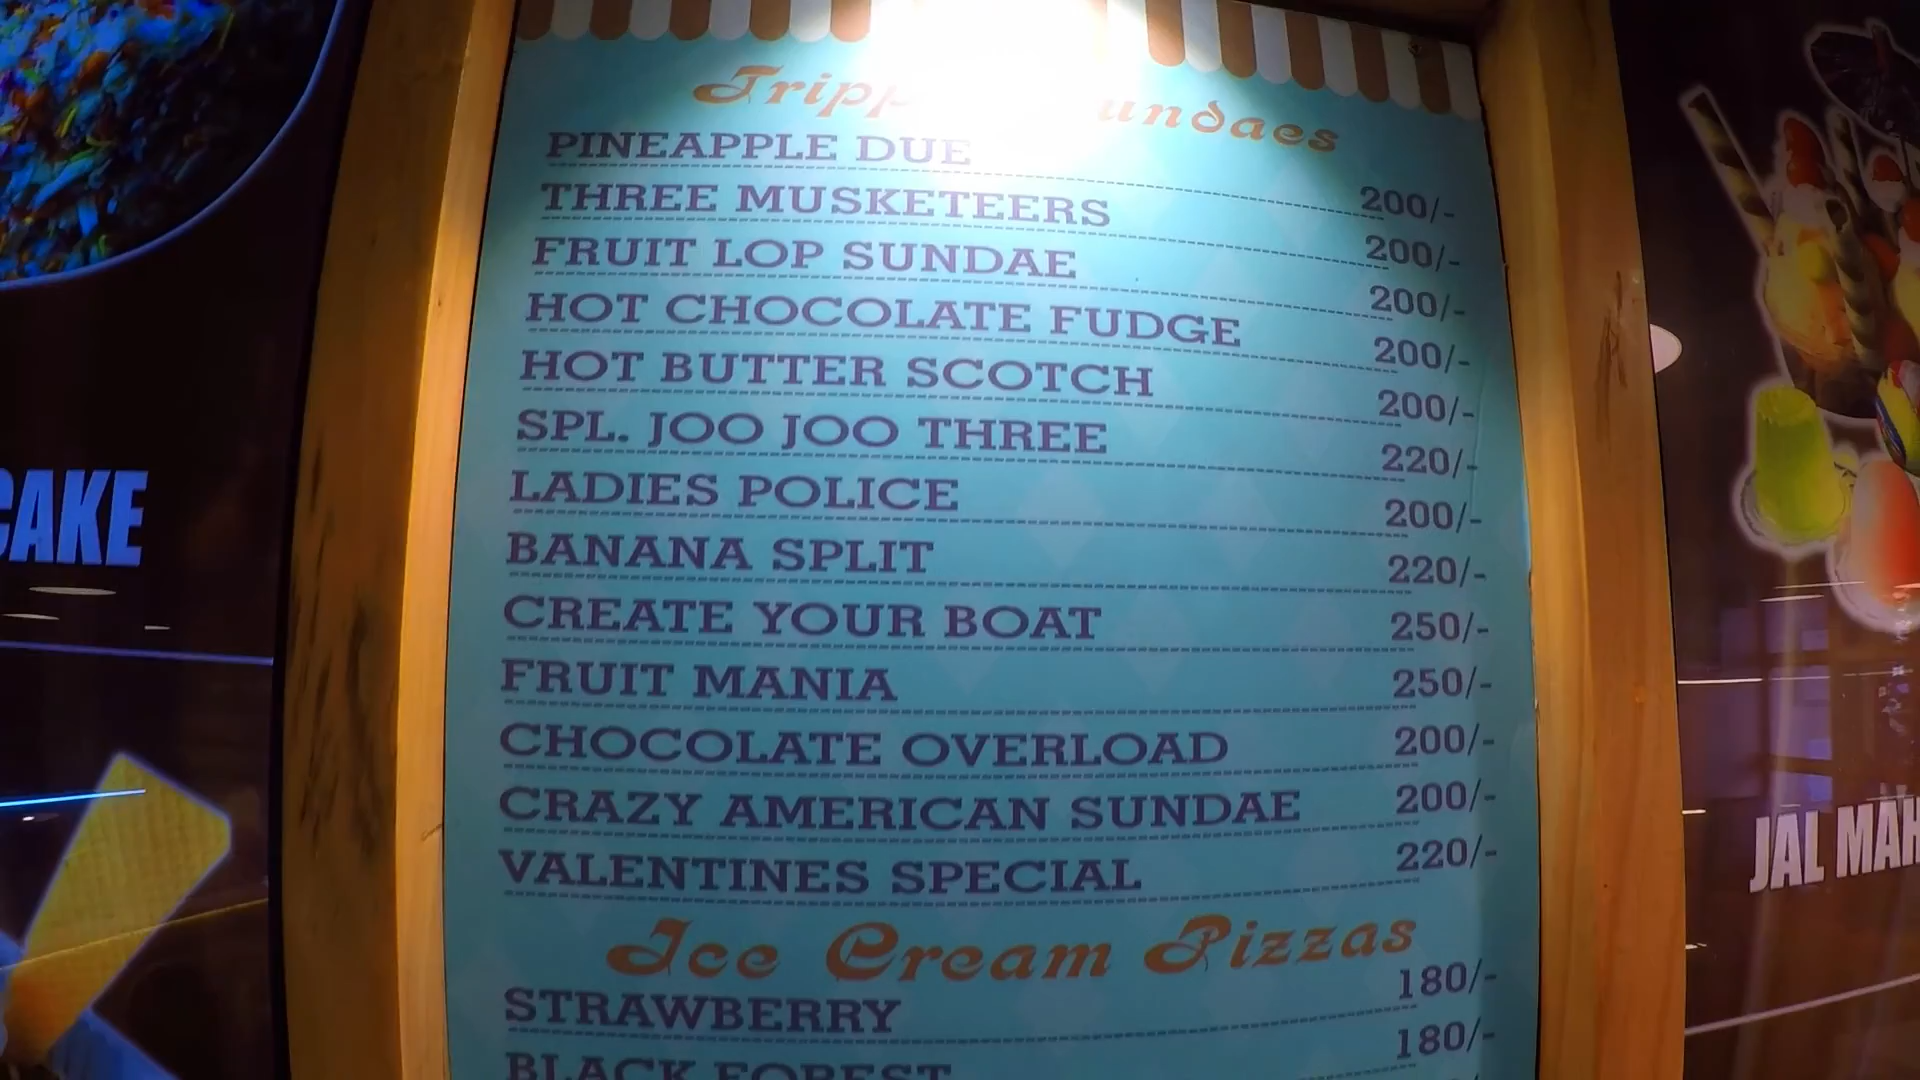 PINEAPPLE DUE 200/-
THREE MUSKETEERS 200/-
FRUIT LOP SUNDAE 200/-
HOT CHOCOLATE FUDGE 200/-
HOT BUTTER SCOTCH 200/-
SPL. JOO JOO THREE 220/-
LADIES POLICE 200/-
BANANA SPLIT 220/-
CREATE YOUR BOAT 250/-
FRUIT MANIA 250/-
CHOCOLATE OVERLOAD 200/-
CRAZY AMERICAN SUNDAE 200/-
VALENTINES SPECIAL 220/-
Ice Cream Pizzas
STRAWBERRY 180/-
BLACK FOREST 180/-
CAKE
JAL